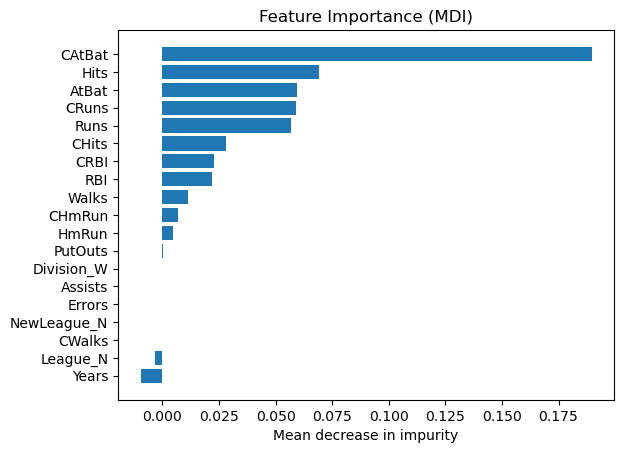 Feature Importance (MDI)
CAtBat
Hits
AtBat
CRuns
Runs
CHits
CRBI
RBI
Walks
CHmRun
HmRun
PutOuts
Division_W
Assists
Errors
NewLeague_N
CWalks
League_N
Years
0.000 0.025 0.050 0.075 0.100 0.125 0.150 0.175
Mean decrease in impurity